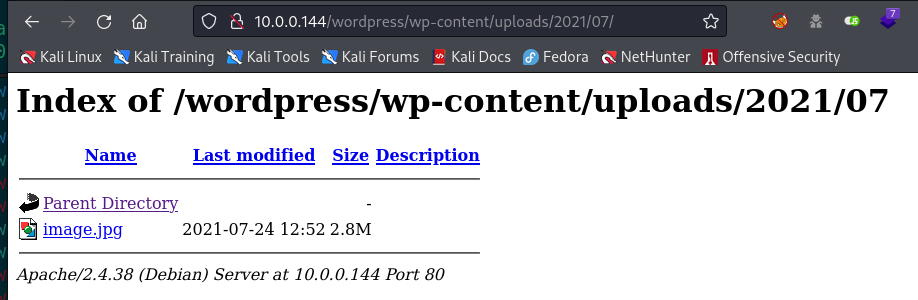 10.0.0.144/wordpress/wp-content/uploads/2021/07/
7
Kali Linux Kali Training Kali Tools Kali Forums Kali Docs Fedora NetHunter Offensive Security
Index of /wordpress/wp-content/uploads/2021/07
Name Last modified Size Description
Parent Directory -
image.jpg 2021-07-24 12:52 2.8M
Apache/2.4.38 (Debian) Server at 10.0.0.144 Port 80